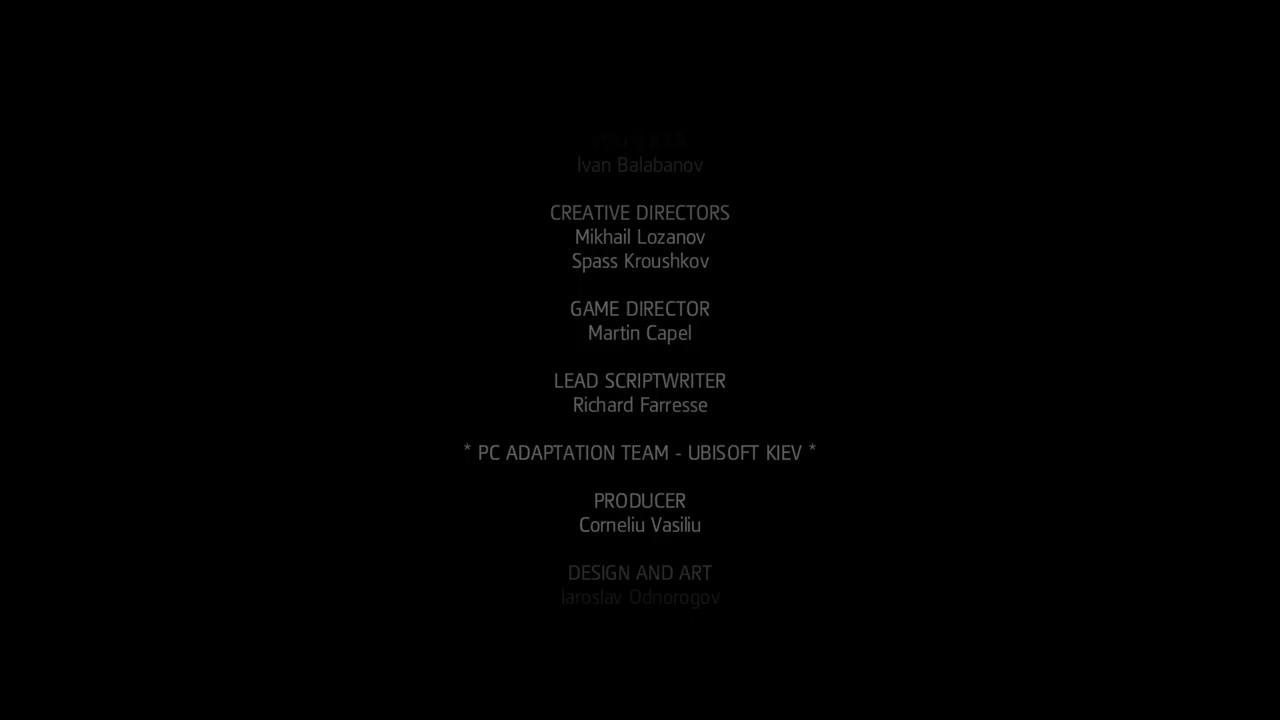 Ivan Balabanov
CREATIVE DIRECTORS
Mikhail Lozanov
Spass Kroushkov
GAME DIRECTOR
Martin Capel
LEAD SCRIPTWRITER
Richard Farresse
* PC ADAPTATION TEAM - UBISOFT KIEV *
PRODUCER
Corneliu Vasiliu
DESIGN AND ART
Iaroslav Odnorogov